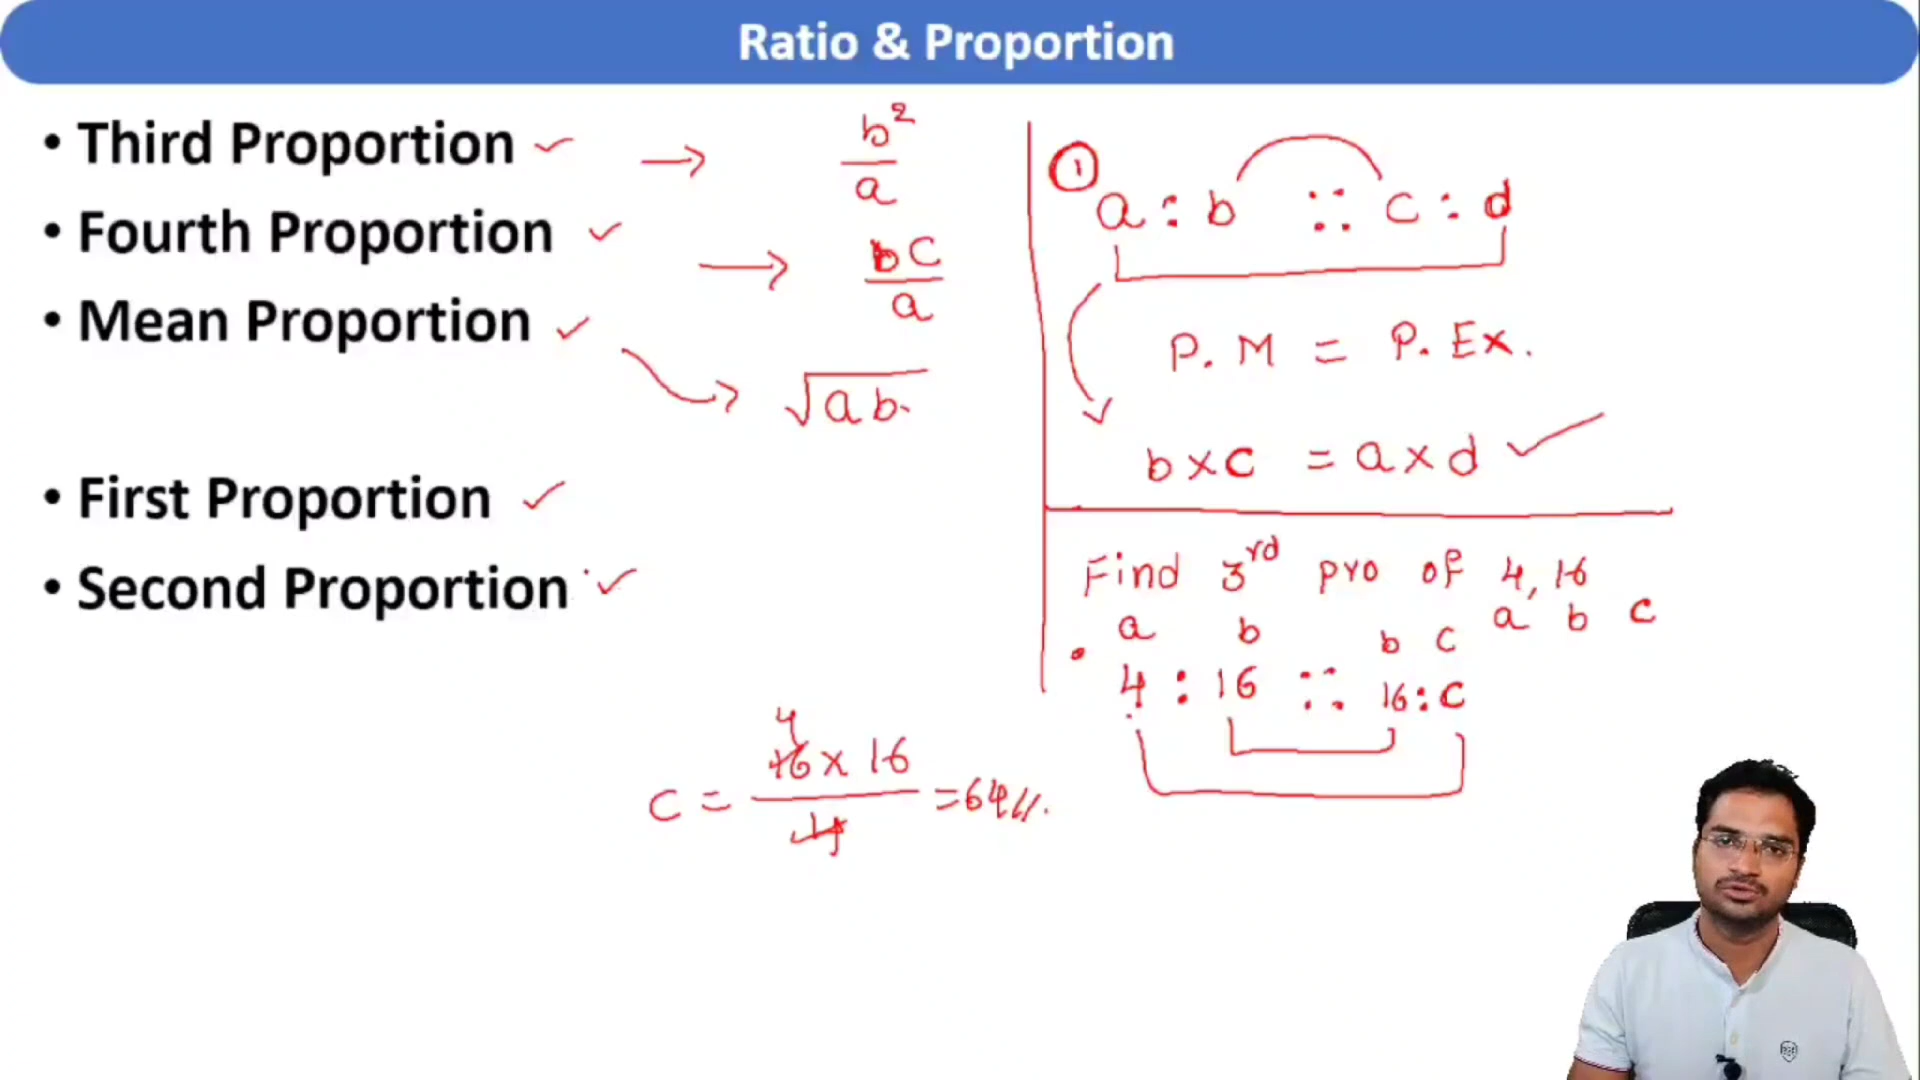 Ratio & Proportion
• Third Proportion ✓ → b²/a
• Fourth Proportion ✓ → bc/a
• Mean Proportion ✓ → √ab.
• First Proportion ✓
• Second Proportion ✓
① a : b :: c : d
P. M = P. Ex.
b × c = a × d ✓
Find 3rd pro of 4, 16
a b c
a b b c
4 : 16 :: 16 : c
4
c = 16 × 16 / 4 = 64 //.